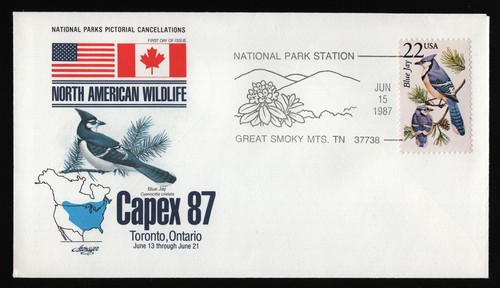 NATIONAL PARKS PICTORIAL CANCELLATIONS
FIRST DAY OF ISSUE
NORTH AMERICAN WILDLIFE
Blue Jay
Cyanocitta cristata
Capex 87
Toronto, Ontario
June 13 through June 21
NATIONAL PARK STATION
JUN
15
1987
GREAT SMOKY MTS. TN 37738
22 USA
Blue Jay